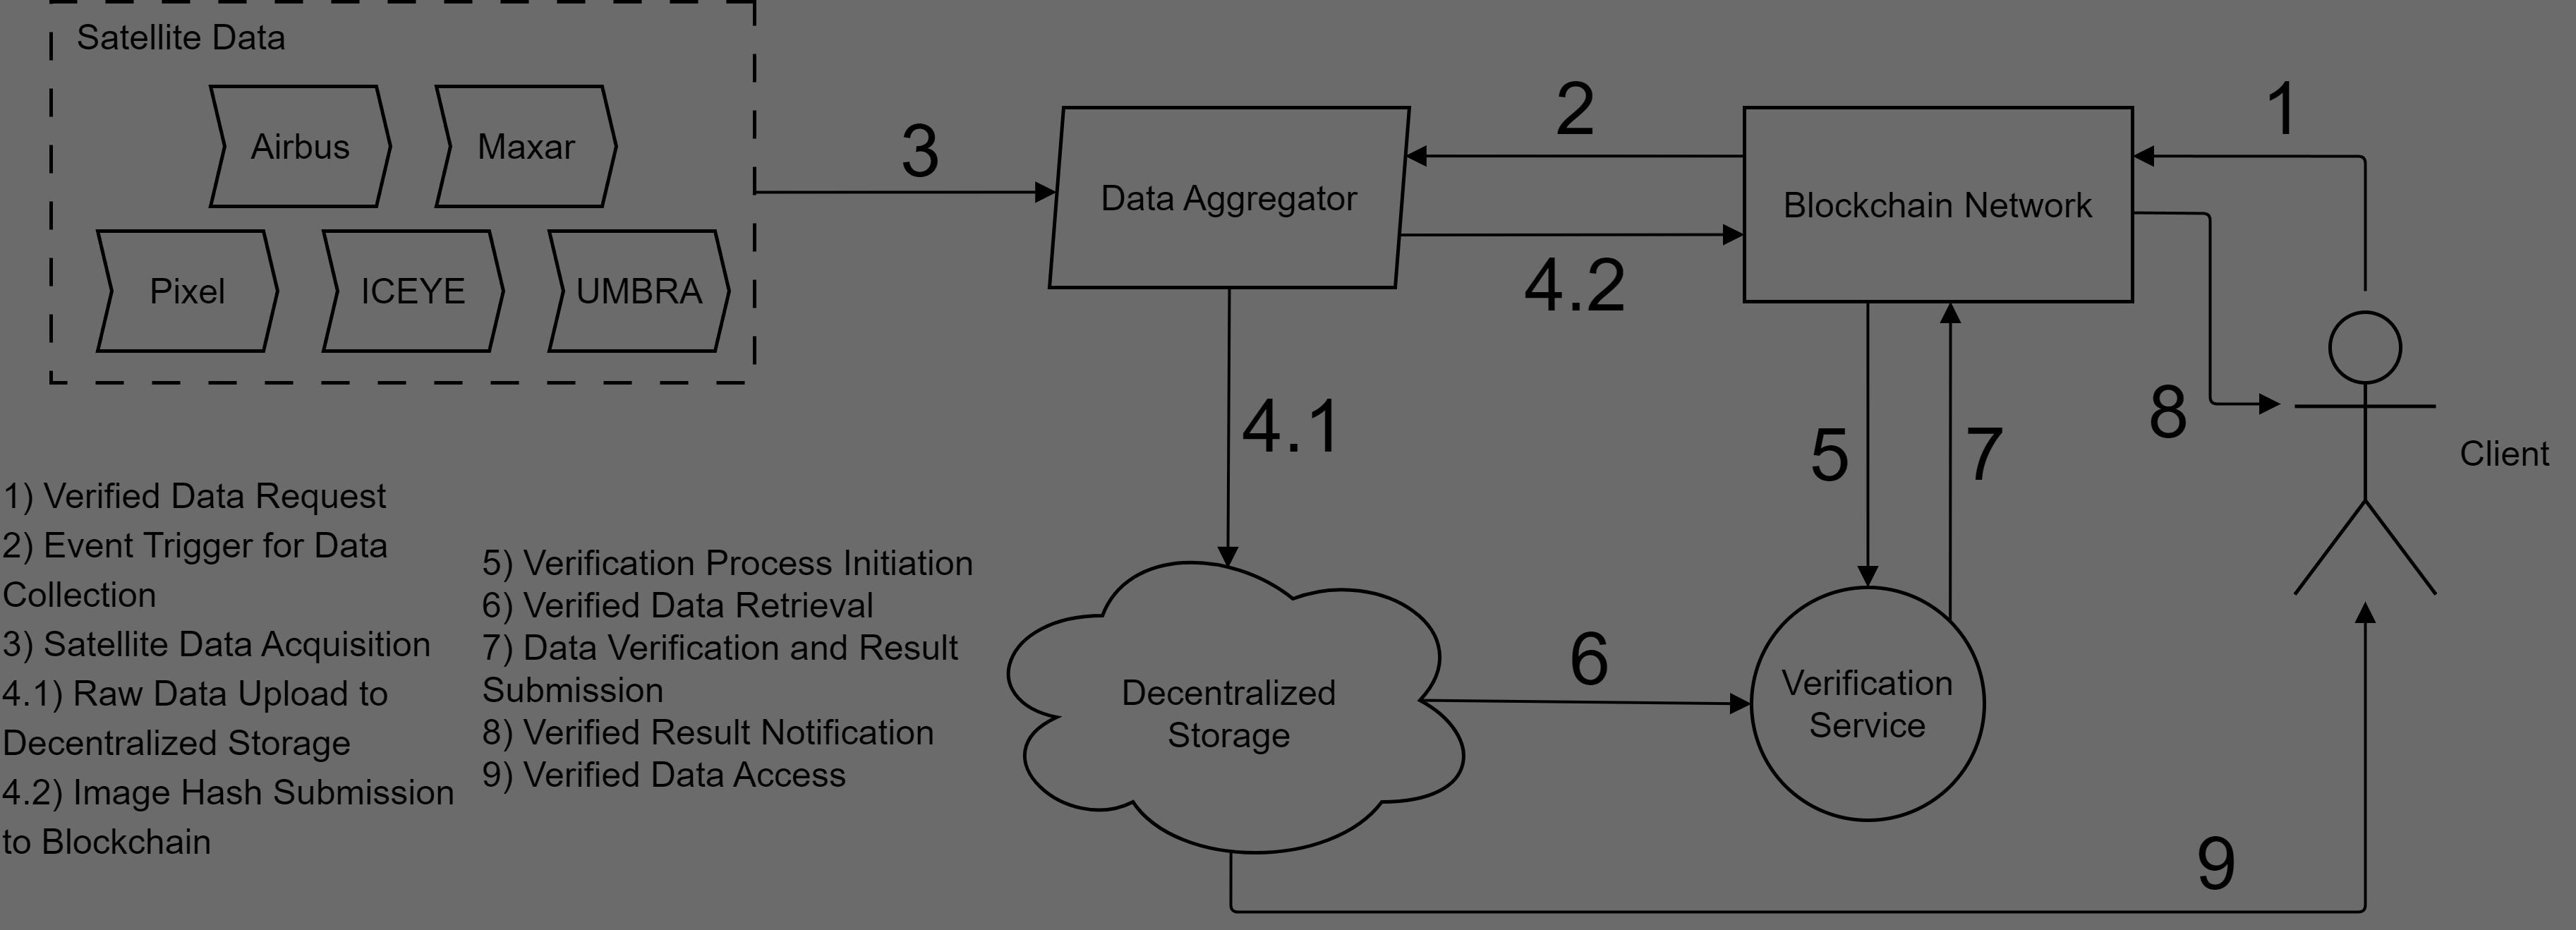 Satellite Data
Airbus
Maxar
Pixel
ICEYE
UMBRA
3
Data Aggregator
2
4.2
Blockchain Network
1
8
Client
4.1
5
7
Decentralized
Storage
6
Verification
Service
9
1) Verified Data Request
2) Event Trigger for Data
Collection
3) Satellite Data Acquisition
4.1) Raw Data Upload to
Decentralized Storage
4.2) Image Hash Submission
to Blockchain
5) Verification Process Initiation
6) Verified Data Retrieval
7) Data Verification and Result
Submission
8) Verified Result Notification
9) Verified Data Access